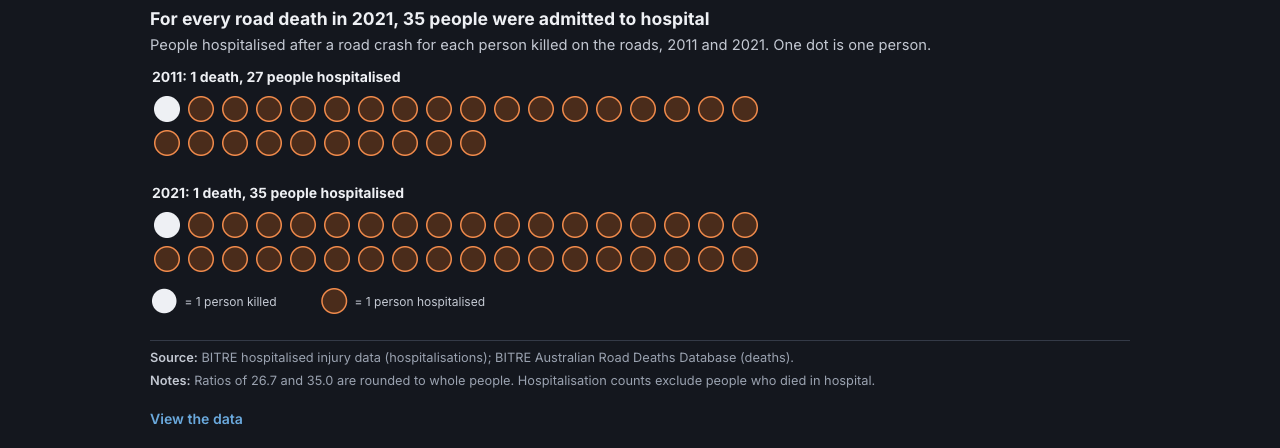 For every road death in 2021, 35 people were admitted to hospital
People hospitalised after a road crash for each person killed on the roads, 2011 and 2021. One dot is one person.
2011: 1 death, 27 people hospitalised
2021: 1 death, 35 people hospitalised
= 1 person killed = 1 person hospitalised
Source: BITRE hospitalised injury data (hospitalisations); BITRE Australian Road Deaths Database (deaths).
Notes: Ratios of 26.7 and 35.0 are rounded to whole people. Hospitalisation counts exclude people who died in hospital.
View the data